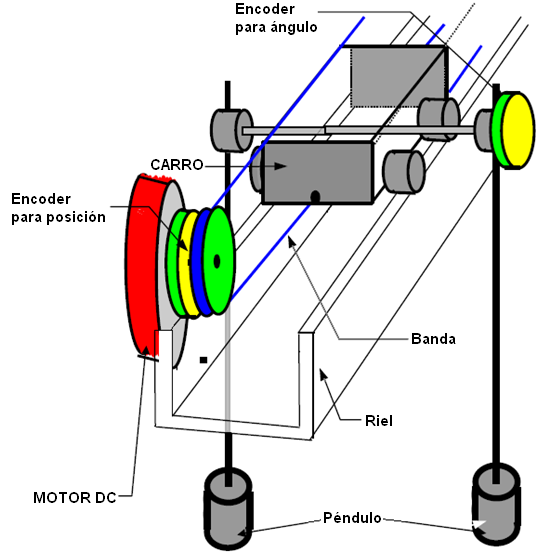 Encoder
para ángulo
CARRO
Encoder
para posición
Banda
Riel
MOTOR DC
Péndulo